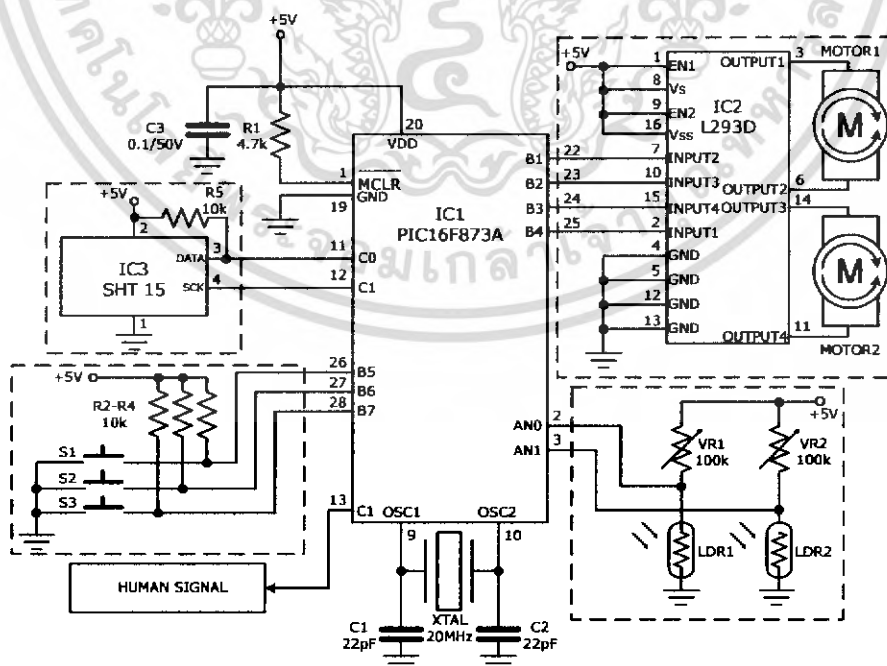 +5V
C3
0.1/50V
R1
4.7k
20
VDD
1
MCLR
GND
19
IC1
PIC16F873A
+5V
R5
10k
2
IC3
SHT 15
DATA
3
SCK
4
1
11
C0
12
C1
+5V
R2-R4
10k
S1
S2
S3
26
B5
27
B6
28
B7
13
C1
OSC1
OSC2
9
10
HUMAN SIGNAL
XTAL
20MHz
C1
22pF
C2
22pF
B1
22
B2
23
B3
24
B4
25
+5V
1
EN1
8
Vs
9
EN2
16
Vss
7
INPUT2
10
INPUT3
15
INPUT4
2
INPUT1
4
GND
5
GND
12
GND
13
GND
IC2
L293D
OUTPUT1
3
MOTOR1
M
OUTPUT2
6
OUTPUT3
14
M
OUTPUT4
11
MOTOR2
AN0
2
AN1
3
+5V
VR1
100k
VR2
100k
LDR1
LDR2